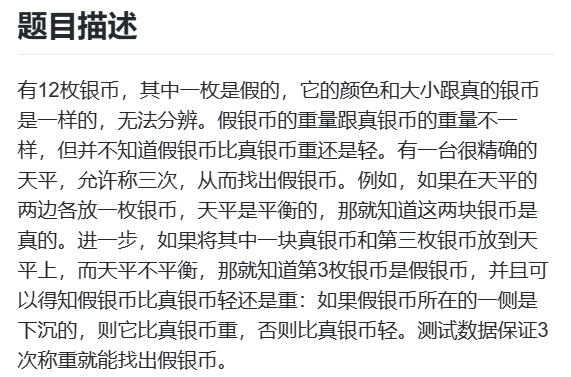 题目描述
有12枚银币，其中一枚是假的，它的颜色和大小跟真的银币
是一样的，无法分辨。假银币的重量跟真银币的重量不一
样，但并不知道假银币比真银币重还是轻。有一台很精确的
天平，允许称三次，从而找出假银币。例如，如果在天平的
两边各放一枚银币，天平是平衡的，那就知道这两块银币是
真的。进一步，如果将其中一块真银币和第三枚银币放到天
平上，而天平不平衡，那就知道第3枚银币是假银币，并且可
以得知假银币比真银币轻还是重：如果假银币所在的一侧是
下沉的，则它比真银币重，否则比真银币轻。测试数据保证3
次称重就能找出假银币。